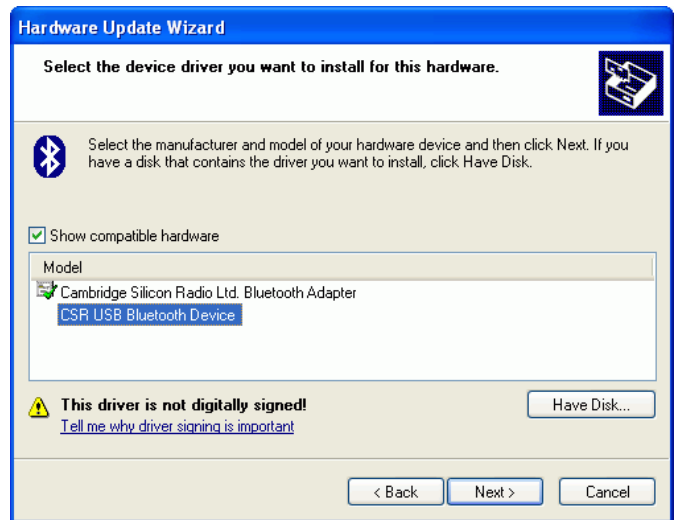 Hardware Update Wizard
Select the device driver you want to install for this hardware.
Select the manufacturer and model of your hardware device and then click Next. If you
have a disk that contains the driver you want to install, click Have Disk.
Show compatible hardware
Model
Cambridge Silicon Radio Ltd. Bluetooth Adapter
CSR USB Bluetooth Device
This driver is not digitally signed!
Have Disk...
Tell me why driver signing is important
< Back
Next >
Cancel